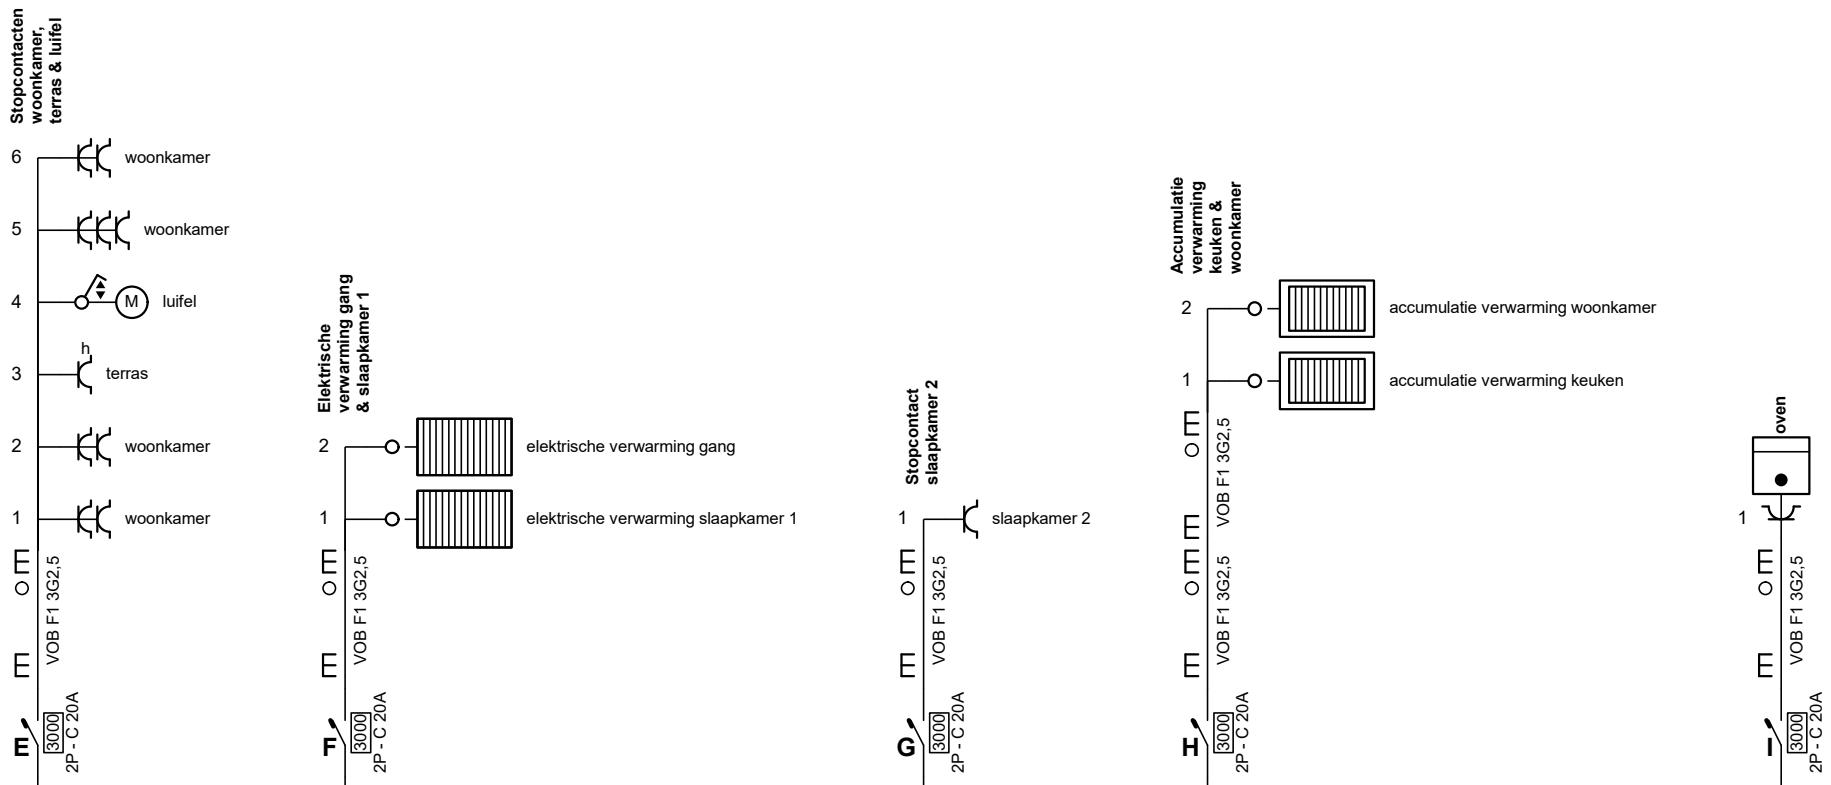 Stopcontacten
woonkamer,
terras & luifel
6 woonkamer
5 woonkamer
4 M luifel
h
3 terras
2 woonkamer
1 woonkamer
VOB F1 3G2,5
E
3000
2P - C 20A
Elektrische
verwarming gang
& slaapkamer 1
2 elektrische verwarming gang
1 elektrische verwarming slaapkamer 1
VOB F1 3G2,5
F
3000
2P - C 20A
Stopcontact
slaapkamer 2
1 slaapkamer 2
VOB F1 3G2,5
G
3000
2P - C 20A
Accumulatie
verwarming
keuken &
woonkamer
2 accumulatie verwarming woonkamer
1 accumulatie verwarming keuken
VOB F1 3G2,5
VOB F1 3G2,5
H
3000
2P - C 20A
oven
1
VOB F1 3G2,5
I
3000
2P - C 20A